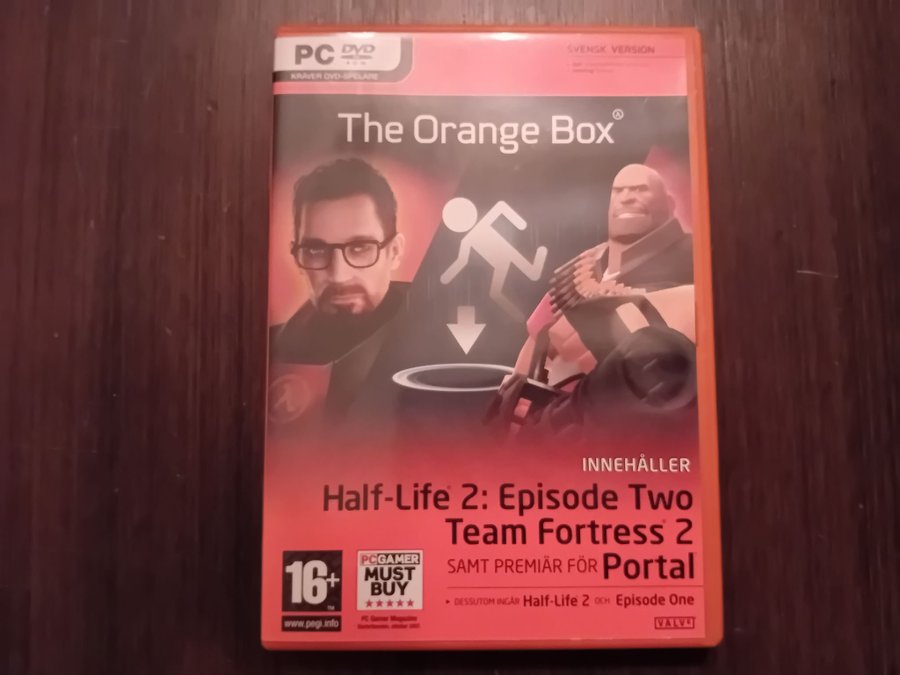 PC DVD
ROM
KRÄVER DVD-SPELARE
SVENSK VERSION
The Orange Box
INNEHÅLLER
Half-Life® 2: Episode Two
Team Fortress® 2
SAMT PREMIÄR FÖR Portal
DESSUTOM INGÅR Half-Life 2 OCH Episode One
16+
™
www.pegi.info
PC GAMER
MUST
BUY
PC Gamer Magazine
VALVE